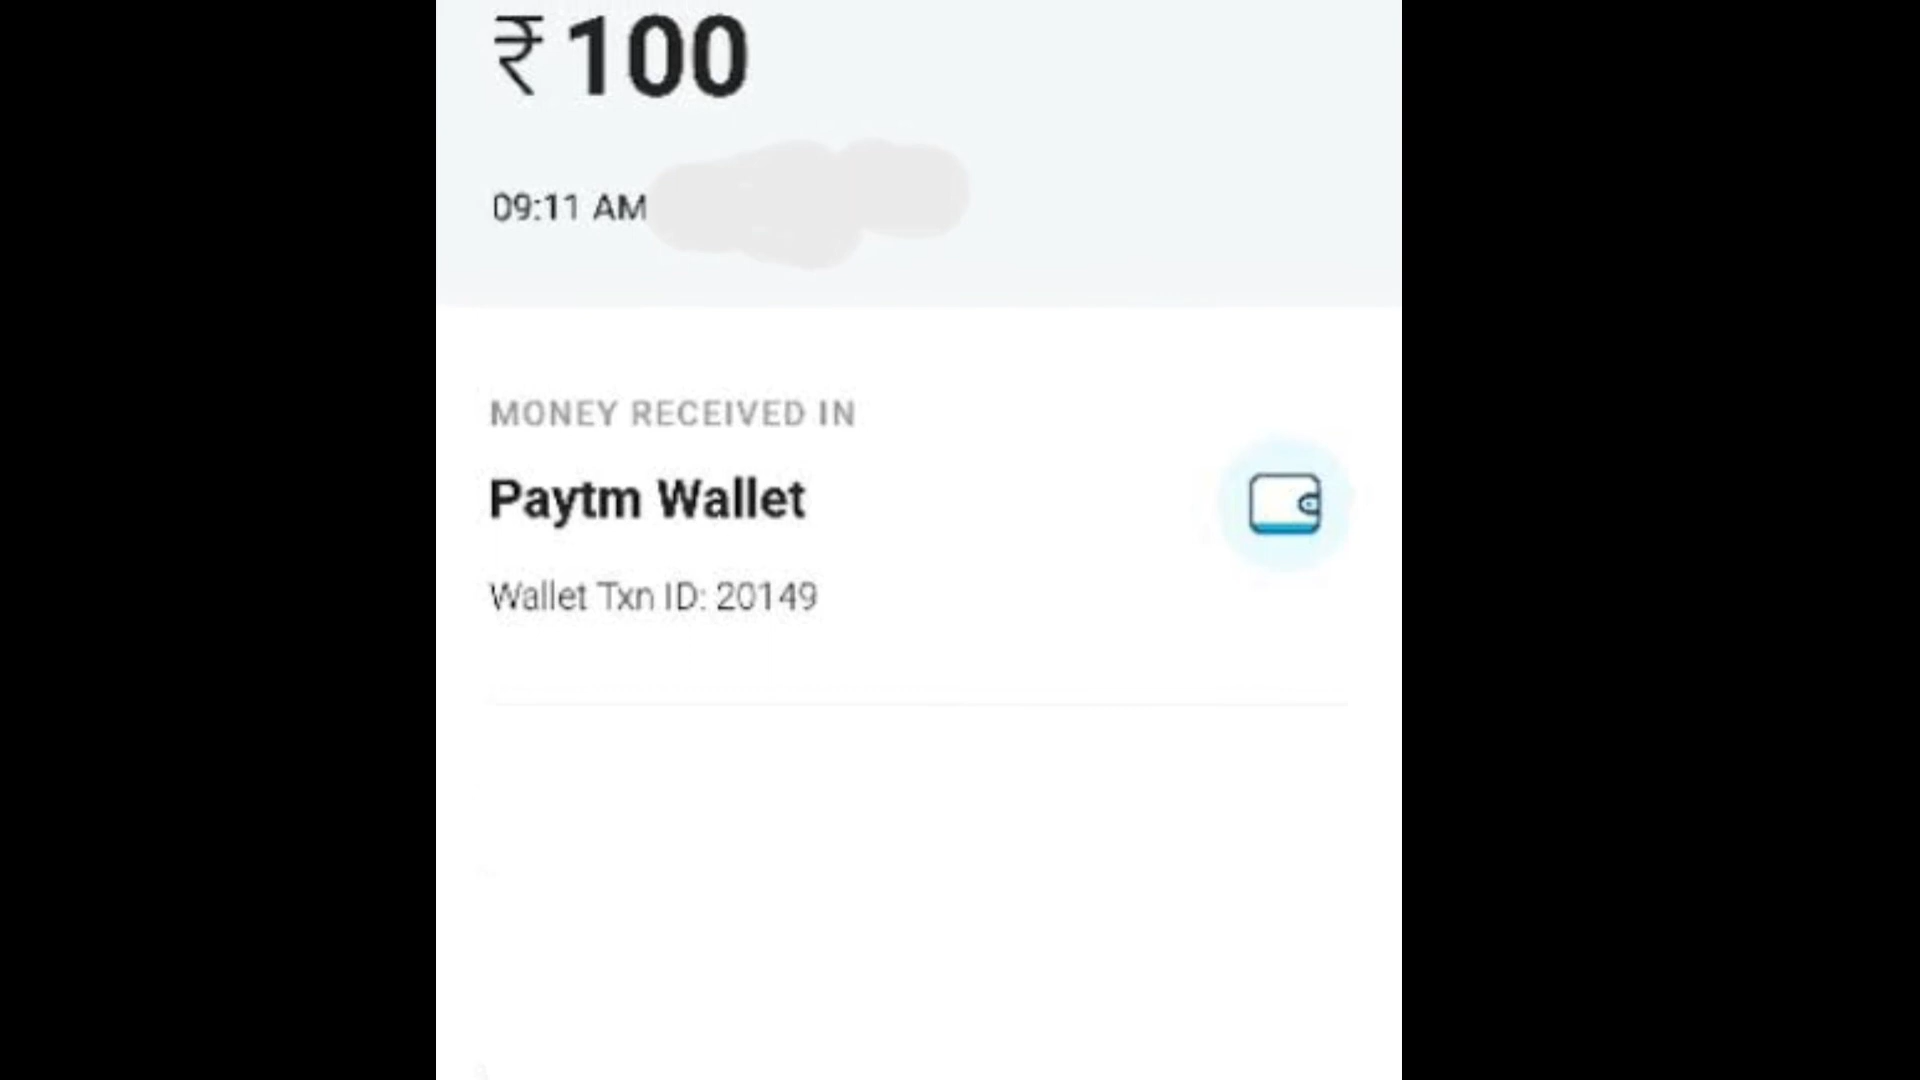 ₹100
09:11 AM
MONEY RECEIVED IN
Paytm Wallet
Wallet Txn ID: 20149